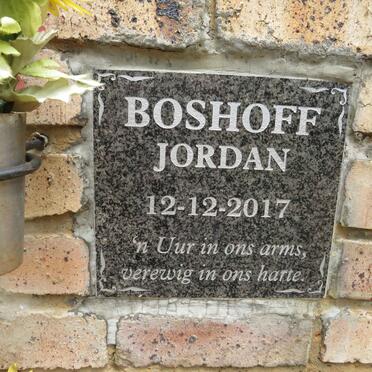 BOSHOFF
JORDAN
12-12-2017
'n Uur in ons arms,
verewig in ons harte.